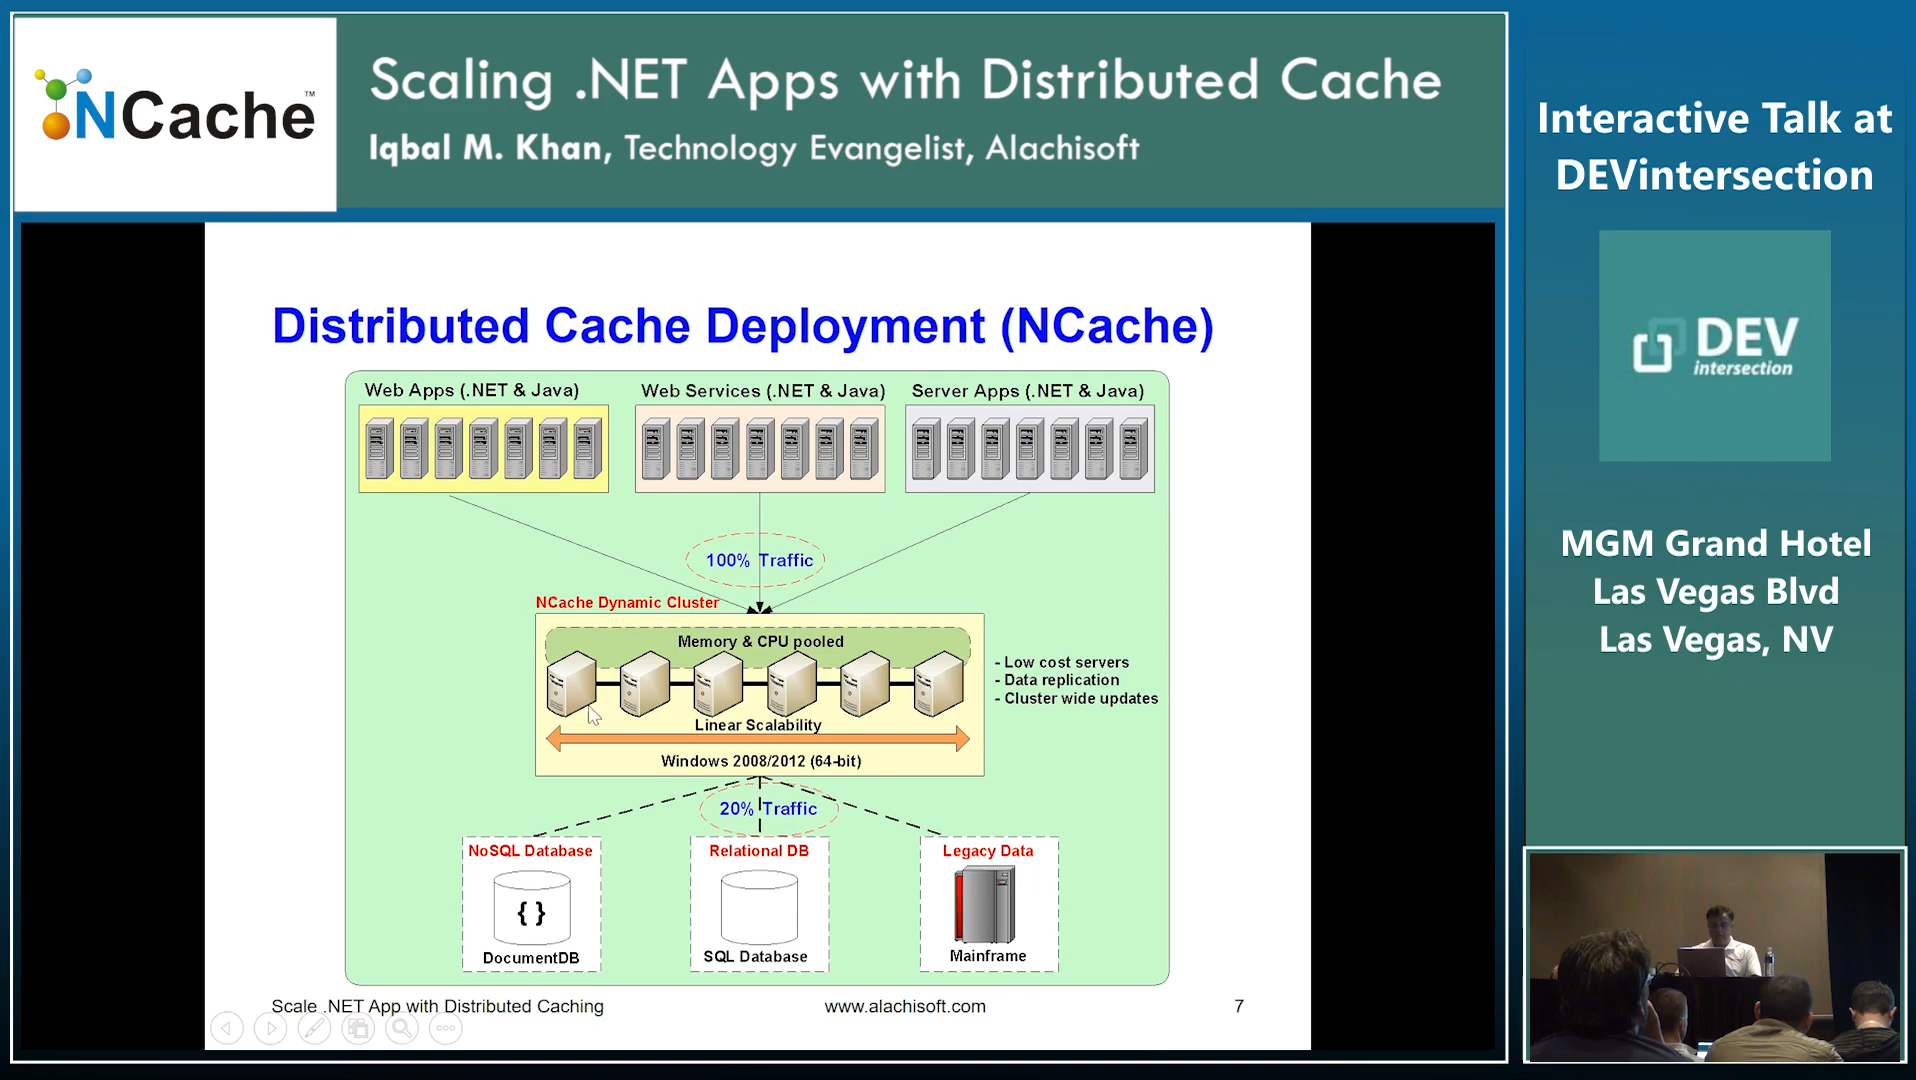 NCache™
Scaling .NET Apps with Distributed Cache
Iqbal M. Khan, Technology Evangelist, Alachisoft
Interactive Talk at
DEVintersection
DEV
intersection
MGM Grand Hotel
Las Vegas Blvd
Las Vegas, NV
Distributed Cache Deployment (NCache)
Web Apps (.NET & Java)
Web Services (.NET & Java)
Server Apps (.NET & Java)
100% Traffic
NCache Dynamic Cluster
Memory & CPU pooled
- Low cost servers
- Data replication
- Cluster wide updates
Linear Scalability
Windows 2008/2012 (64-bit)
20% Traffic
NoSQL Database
Relational DB
Legacy Data
{ }
DocumentDB
SQL Database
Mainframe
Scale .NET App with Distributed Caching
www.alachisoft.com
7